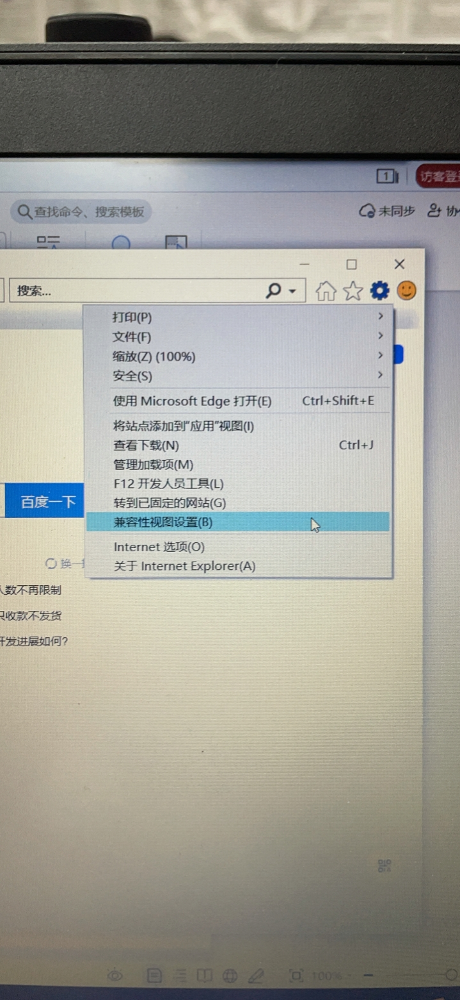 1
访客登
查找命令、搜索模板
未同步
协
搜索...
打印(P)
文件(F)
缩放(Z) (100%)
安全(S)
使用 Microsoft Edge 打开(E) Ctrl+Shift+E
将站点添加到“应用”视图(I)
查看下载(N) Ctrl+J
管理加载项(M)
F12 开发人员工具(L)
转到已固定的网站(G)
百度一下
兼容性视图设置(B)
Internet 选项(O)
换一
关于 Internet Explorer(A)
人数不再限制
只收款不发货
开发进展如何?
100%